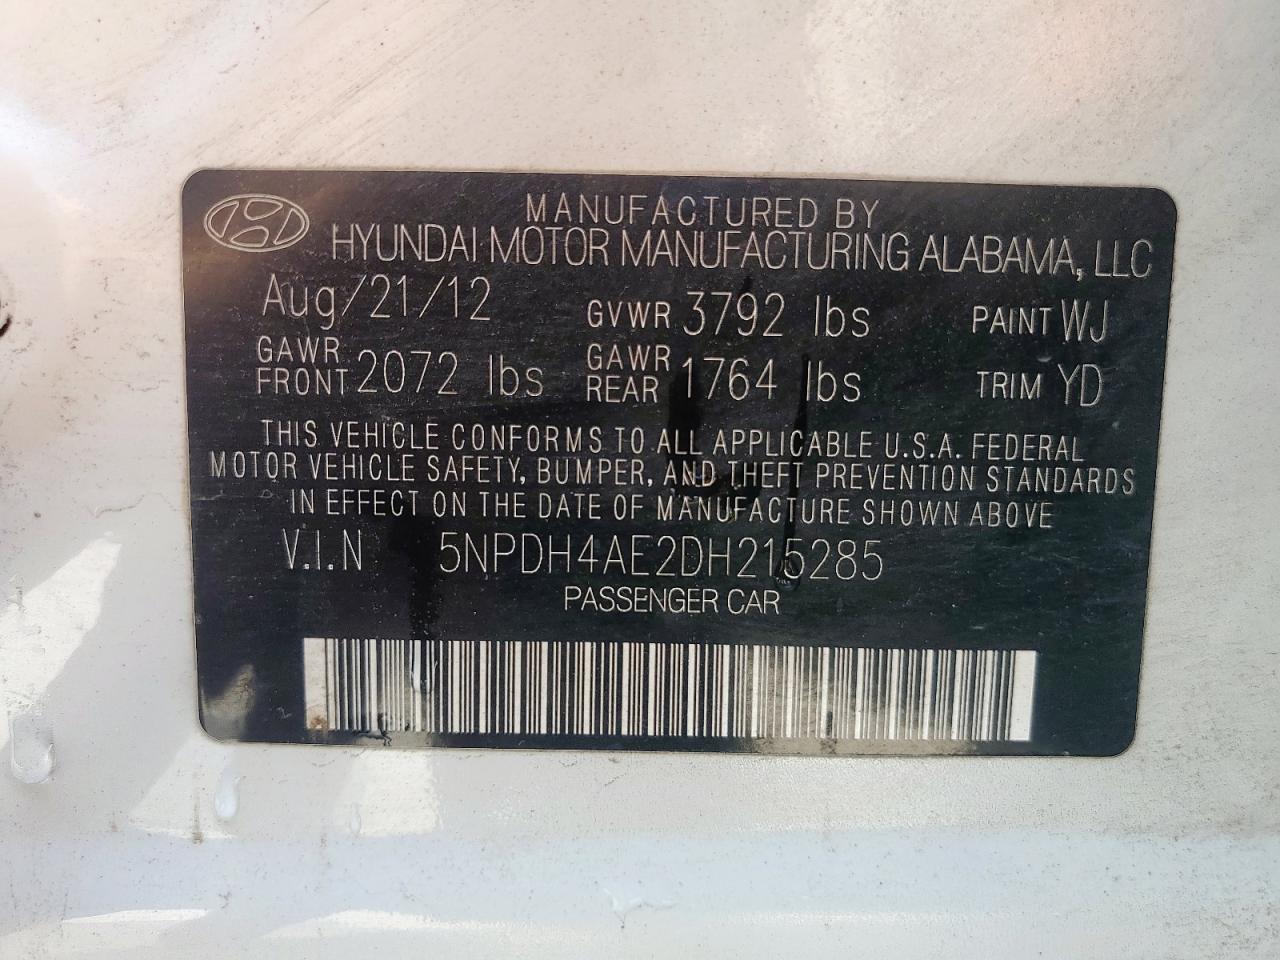 MANUFACTURED BY
HYUNDAI MOTOR MANUFACTURING ALABAMA, LLC
Aug/21/12 GVWR 3792 lbs PAINT WJ
GAWR FRONT 2072 lbs GAWR REAR 1764 lbs TRIM YD
THIS VEHICLE CONFORMS TO ALL APPLICABLE U.S.A. FEDERAL
MOTOR VEHICLE SAFETY, BUMPER, AND THEFT PREVENTION STANDARDS
IN EFFECT ON THE DATE OF MANUFACTURE SHOWN ABOVE
V.I.N 5NPDH4AE2DH215285
PASSENGER CAR